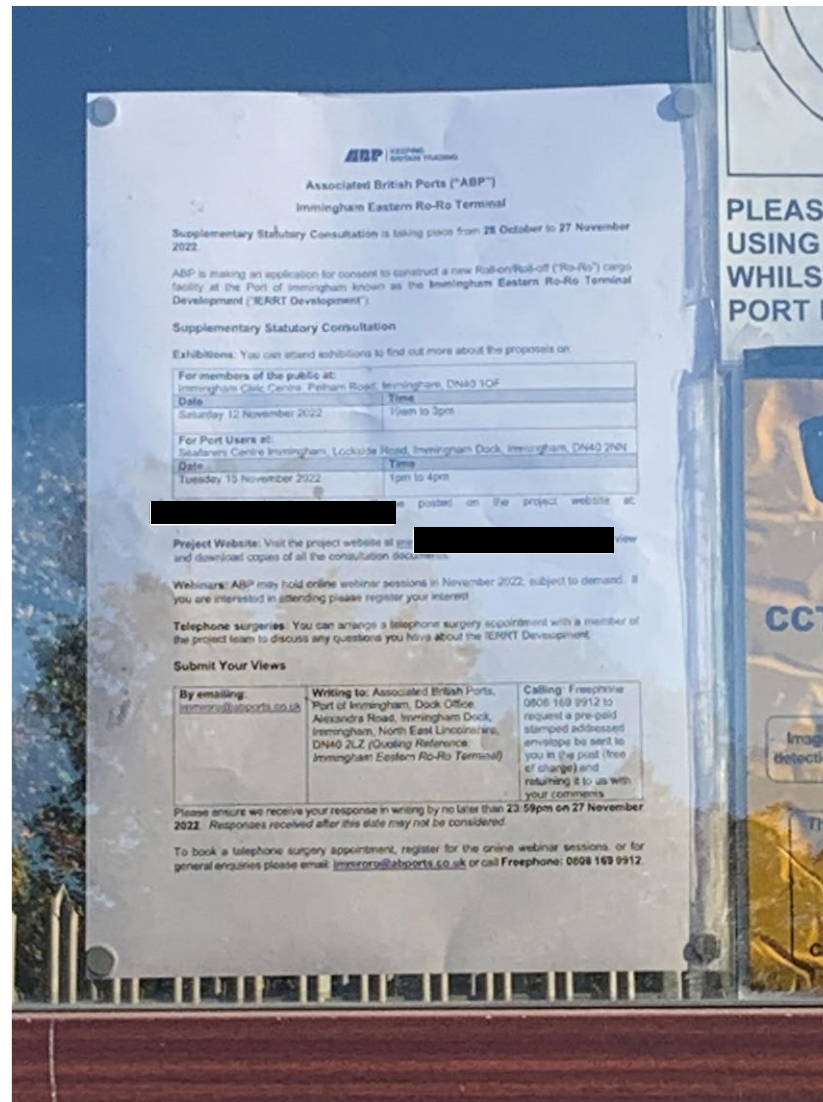 ABP KEEPING BRITAIN TRADING
Associated British Ports ("ABP")
Immingham Eastern Ro-Ro Terminal
Supplementary Statutory Consultation is taking place from 28 October to 27 November
2022.
ABP is making an application for consent to construct a new Roll-on/Roll-off ("Ro-Ro") cargo
facility at the Port of Immingham known as the Immingham Eastern Ro-Ro Terminal
Development ("IERRT Development").
Supplementary Statutory Consultation
Exhibitions: You can attend exhibitions to find out more about the proposals on:
For members of the public at:
Immingham Civic Centre, Pelham Road, Immingham, DN40 1QF
Date Time
Saturday 12 November 2022 10am to 3pm
For Port Users at:
Seafarers Centre Immingham, Lockside Road, Immingham Dock, Immingham, DN40 2NN
Date Time
Tuesday 15 November 2022 1pm to 4pm
posted on the project website at:
Project Website: Visit the project website at view
and download copies of all the consultation documents.
Webinars: ABP may hold online webinar sessions in November 2022, subject to demand. If
you are interested in attending please register your interest
Telephone surgeries: You can arrange a telephone surgery appointment with a member of
the project team to discuss any questions you have about the IERRT Development.
Submit Your Views
By emailing:
immroro@abports.co.uk
Writing to: Associated British Ports,
Port of Immingham, Dock Office,
Alexandra Road, Immingham Dock,
Immingham, North East Lincolnshire,
DN40 2LZ (Quoting Reference:
Immingham Eastern Ro-Ro Terminal)
Calling: Freephone
0808 169 9912 to
request a pre-paid
stamped addressed
envelope be sent to
you in the post (free
of charge) and
returning it to us with
your comments
Please ensure we receive your response in writing by no later than 23:59pm on 27 November
2022. Responses received after this date may not be considered.
To book a telephone surgery appointment, register for the online webinar sessions, or for
general enquiries please email: immroro@abports.co.uk or call Freephone: 0808 169 9912.
PLEAS
USING
WHILS
PORT
CCT
Imag
detecti
Th